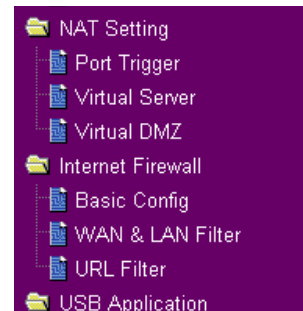 NAT Setting
Port Trigger
Virtual Server
Virtual DMZ
Internet Firewall
Basic Config
WAN & LAN Filter
URL Filter
USB Application